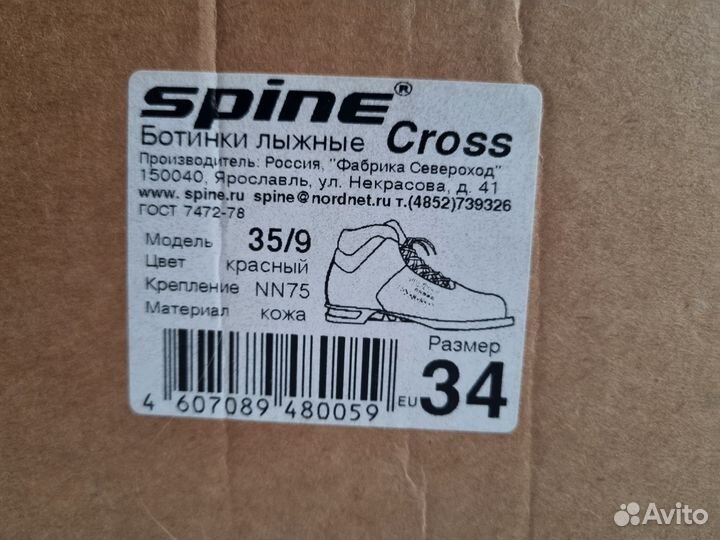 spine®
Ботинки лыжные Cross
Производитель: Россия, "Фабрика Североход"
150040, Ярославль, ул. Некрасова, д. 41
www. spine.ru spine@nordnet.ru т.(4852)739326
ГОСТ 7472-78
Модель 35/9
Цвет красный
Крепление NN75
Материал кожа
Размер
EU 34
4 607089 480059
Avito